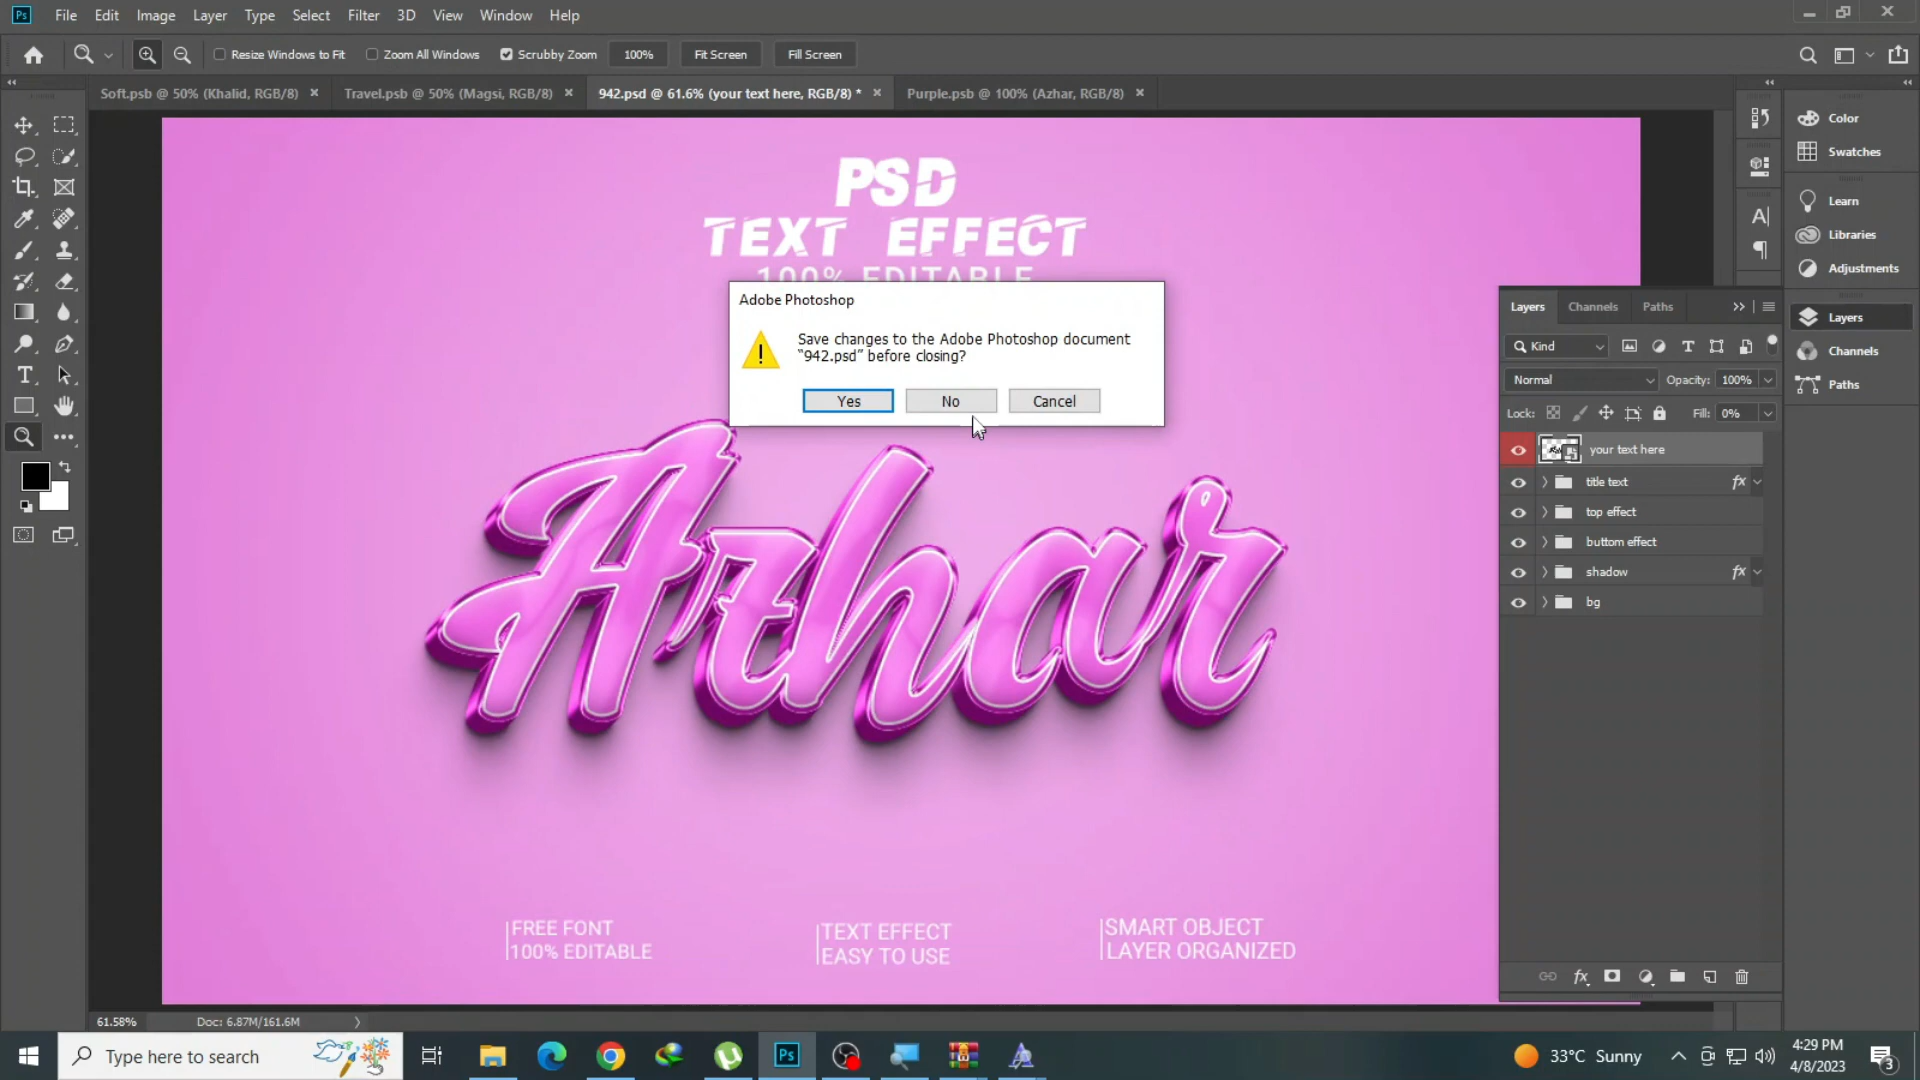 Ps File Edit Image Layer Type Select Filter 3D View Window Help
Resize Windows to Fit Zoom All Windows Scrubby Zoom 100% Fit Screen Fill Screen
Soft.psb @ 50% (Khalid, RGB/8) Travel.psb @ 50% (Magsi, RGB/8) 942.psd @ 61.6% (your text here, RGB/8) * Purple.psb @ 100% (Azhar, RGB/8)
PSD
TEXT EFFECT
100% EDITABLE
Adobe Photoshop
Save changes to the Adobe Photoshop document
“942.psd” before closing?
Yes No Cancel
Azhar
FREE FONT
100% EDITABLE
TEXT EFFECT
EASY TO USE
SMART OBJECT
LAYER ORGANIZED
Color
Swatches
Learn
Libraries
Adjustments
Layers
Channels
Paths
Layers Channels Paths
Kind
Normal Opacity: 100%
Lock: Fill: 0%
your text here
title text fx
top effect
buttom effect
shadow fx
bg
fx
61.58% Doc: 6.87M/161.6M
Type here to search
Ps
33°C Sunny
4:29 PM
4/8/2023
3